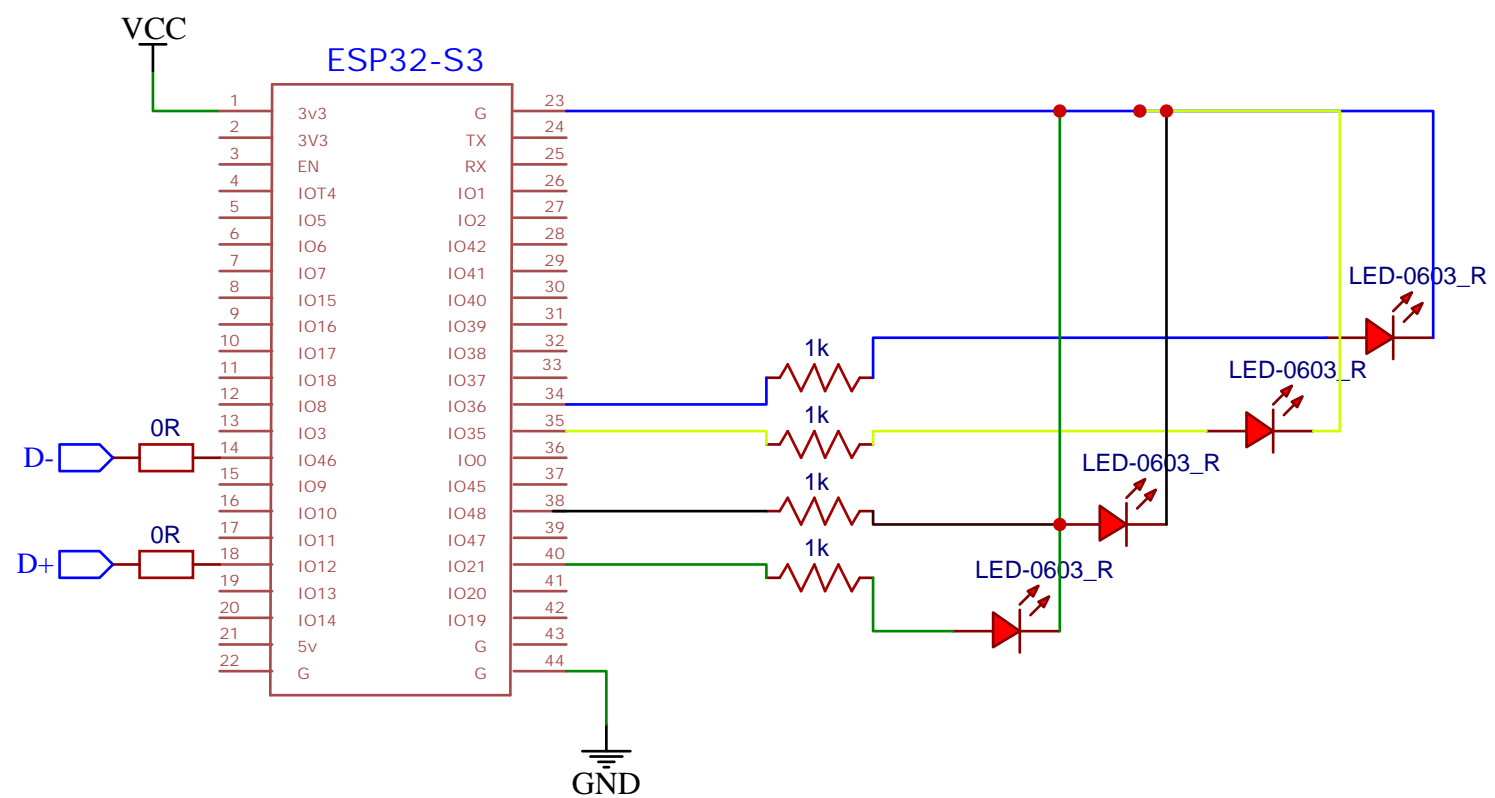 VCC
ESP32-S3
1 3v3 G 23
2 3V3 TX 24
3 EN RX 25
4 IOT4 IO1 26
5 IO5 IO2 27
6 IO6 IO42 28
7 IO7 IO41 29
8 IO15 IO40 30
9 IO16 IO39 31
10 IO17 IO38 32
11 IO18 IO37 33
12 IO8 IO36 34
13 IO3 IO35 35
14 IO46 IO0 36
15 IO9 IO45 37
16 IO10 IO48 38
17 IO11 IO47 39
18 IO12 IO21 40
19 IO13 IO20 41
20 IO14 IO19 42
21 5v G 43
22 G G 44
0R
D-
0R
D+
1k
1k
1k
1k
LED-0603_R
LED-0603_R
LED-0603_R
LED-0603_R
GND